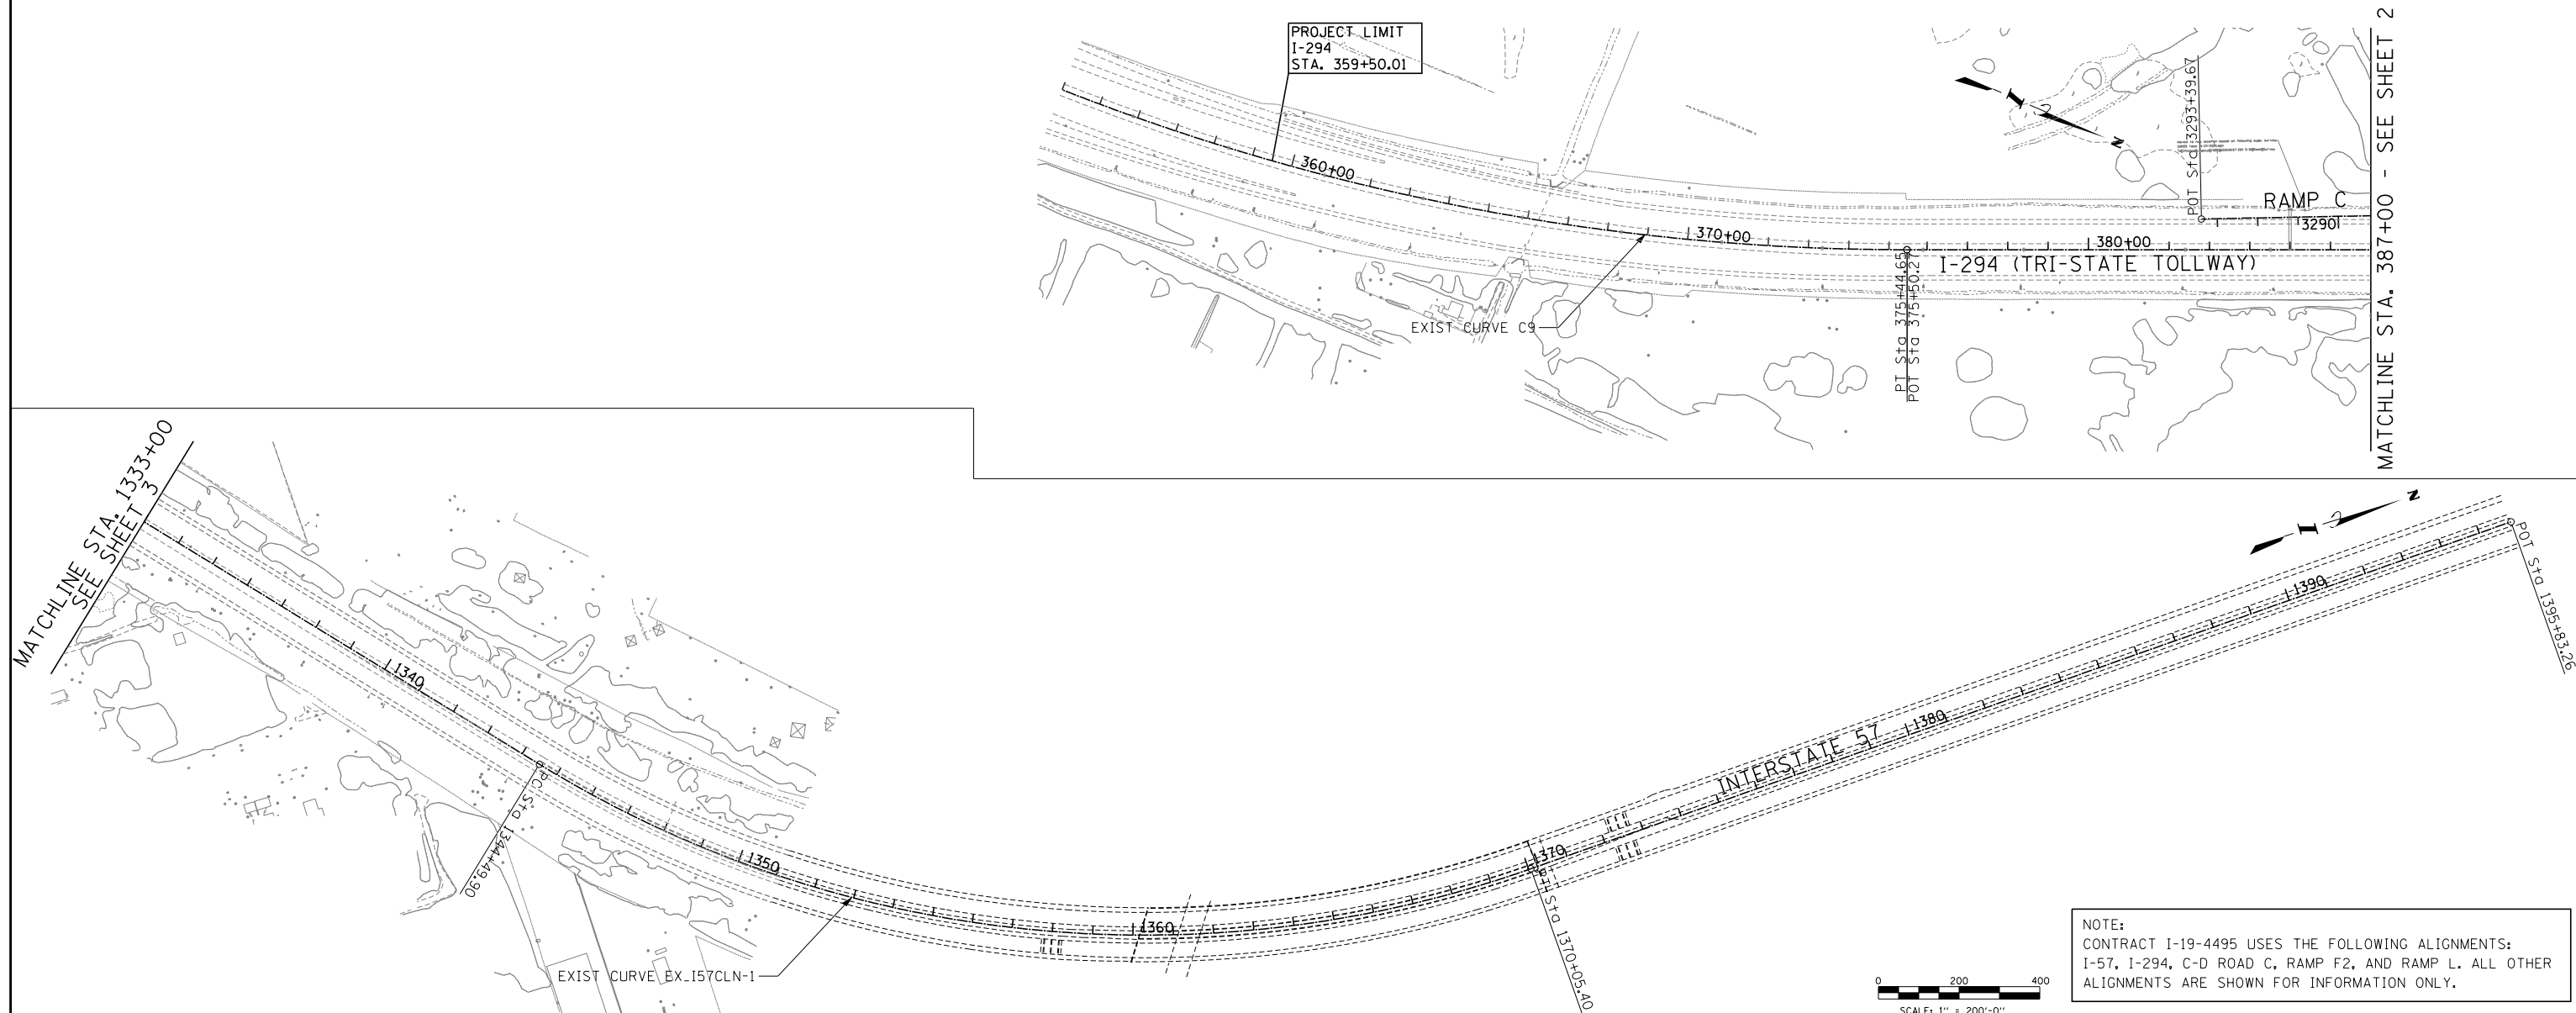 PROJECT LIMIT
I-294
STA. 359+50.01
360+00
370+00
380+00
EXIST CURVE C9
PT Sta 375+44.65
POT Sta 375+50.27
I-294 (TRI-STATE TOLLWAY)
N
POT Sta 3293+39.67
RAMP C
3290
MATCHLINE STA. 387+00 - SEE SHEET 2
MATCHLINE STA. 1333+00
SEE SHEET 3
1340
PC Sta 1344+49.90
1350
EXIST CURVE EX_I57CLN-1
1360
1370
PT Sta 1370+05.40
INTERSTATE 57
1380
1390
N
POT Sta 1395+83.26
0 200 400
SCALE: 1" = 200'-0"
NOTE:
CONTRACT I-19-4495 USES THE FOLLOWING ALIGNMENTS:
I-57, I-294, C-D ROAD C, RAMP F2, AND RAMP L. ALL OTHER
ALIGNMENTS ARE SHOWN FOR INFORMATION ONLY.